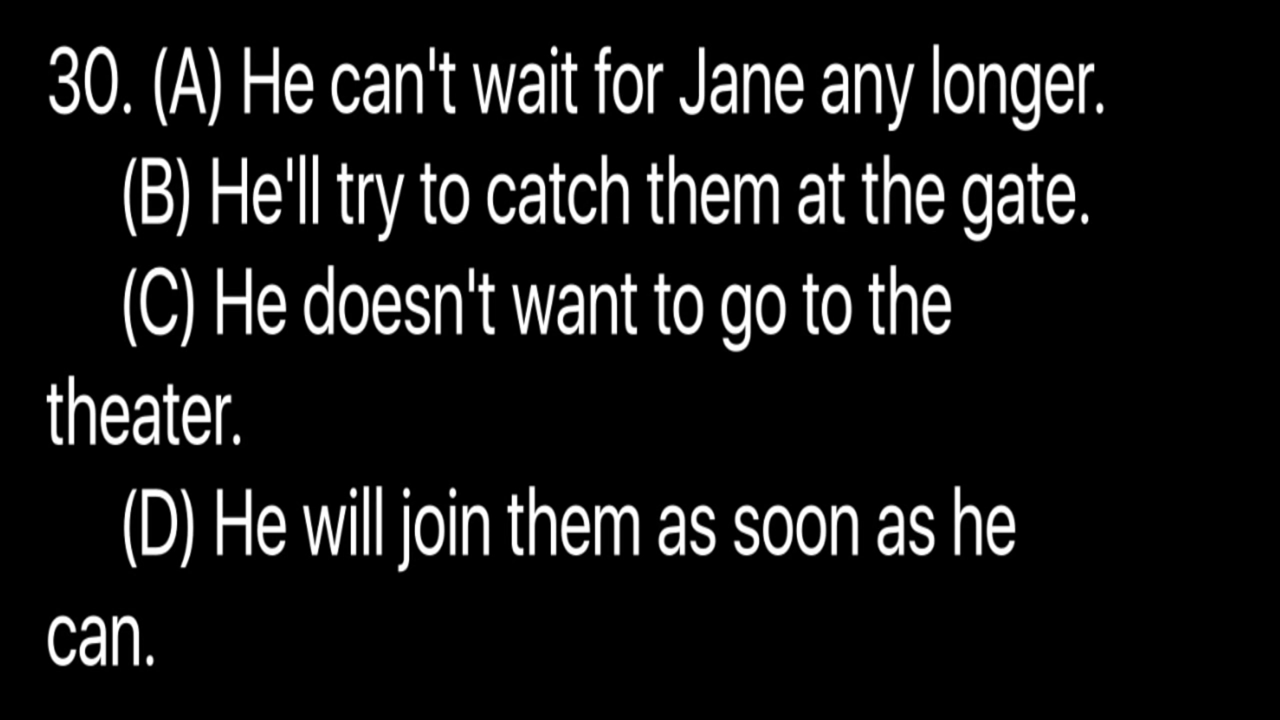 30. (A) He can't wait for Jane any longer.
(B) He'll try to catch them at the gate.
(C) He doesn't want to go to the
theater.
(D) He will join them as soon as he
can.